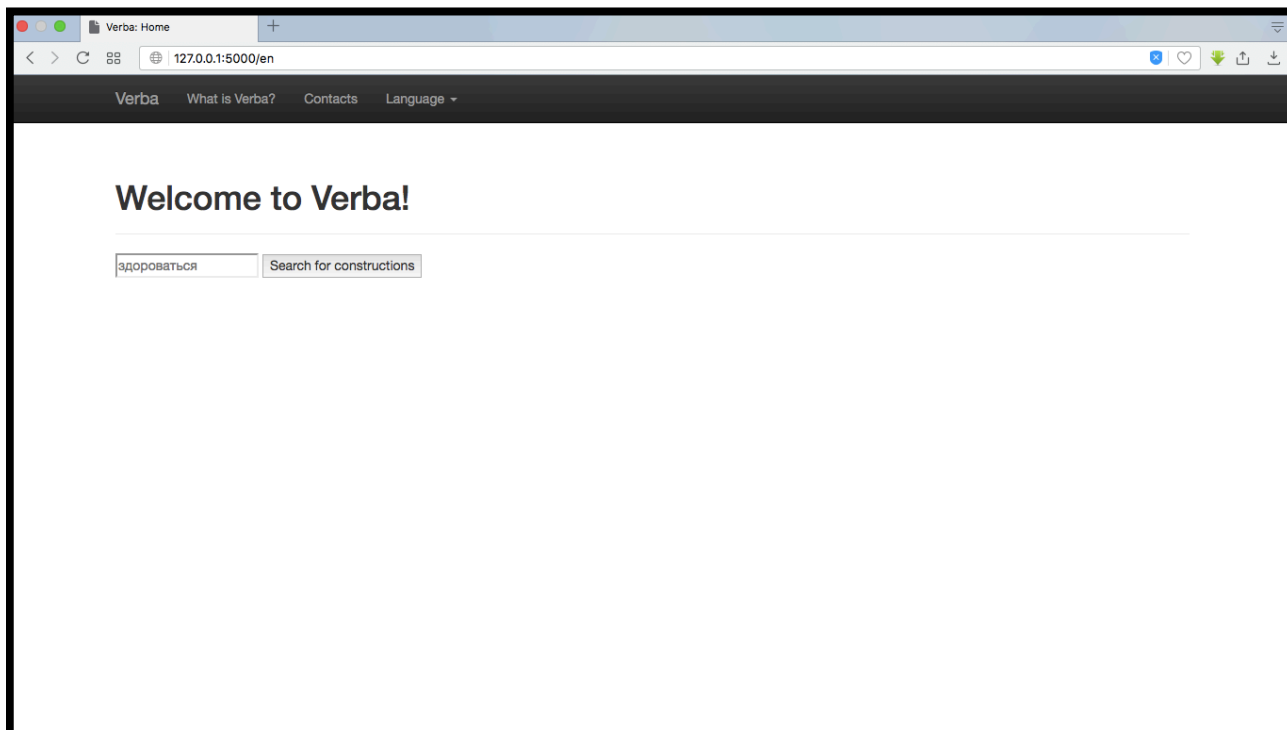 Verba: Home
127.0.0.1:5000/en
Verba What is Verba? Contacts Language
Welcome to Verba!
здороваться Search for constructions